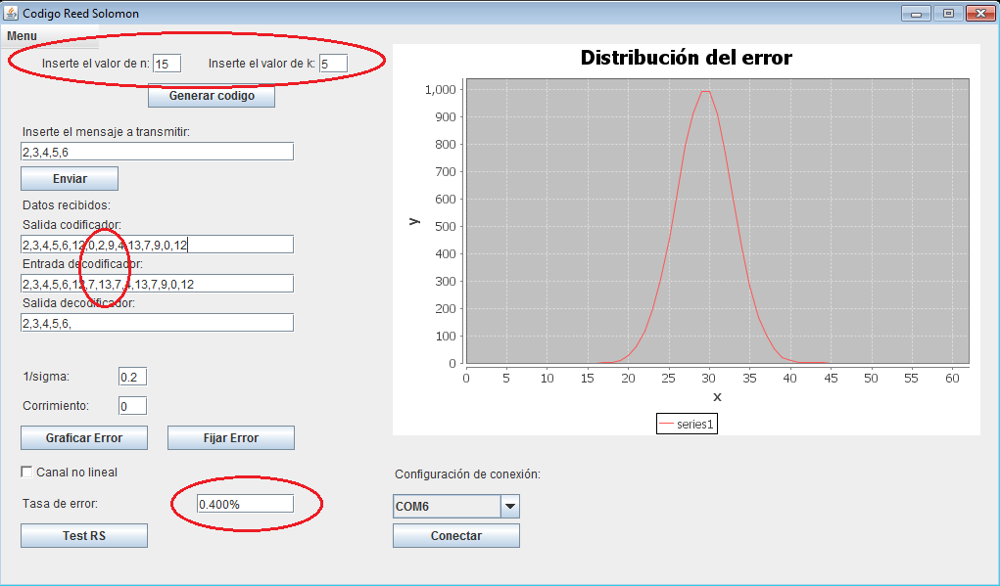 Codigo Reed Solomon
Menu
Inserte el valor de n: 15 Inserte el valor de k: 5
Generar codigo
Inserte el mensaje a transmitir:
2,3,4,5,6
Enviar
Datos recibidos:
Salida codificador:
2,3,4,5,6,12,0,2,9,4,13,7,9,0,12
Entrada decodificador:
2,3,4,5,6,12,7,13,7,4,13,7,9,0,12
Salida decodificador:
2,3,4,5,6,
1/sigma: 0.2
Corrimiento: 0
Graficar Error Fijar Error
Canal no lineal
Tasa de error: 0.400%
Test RS
Distribución del error
1,000
900
800
700
600
500
400
300
200
100
0
y
0 5 10 15 20 25 30 35 40 45 50 55 60
x
series1
Configuración de conexión:
COM6
Conectar